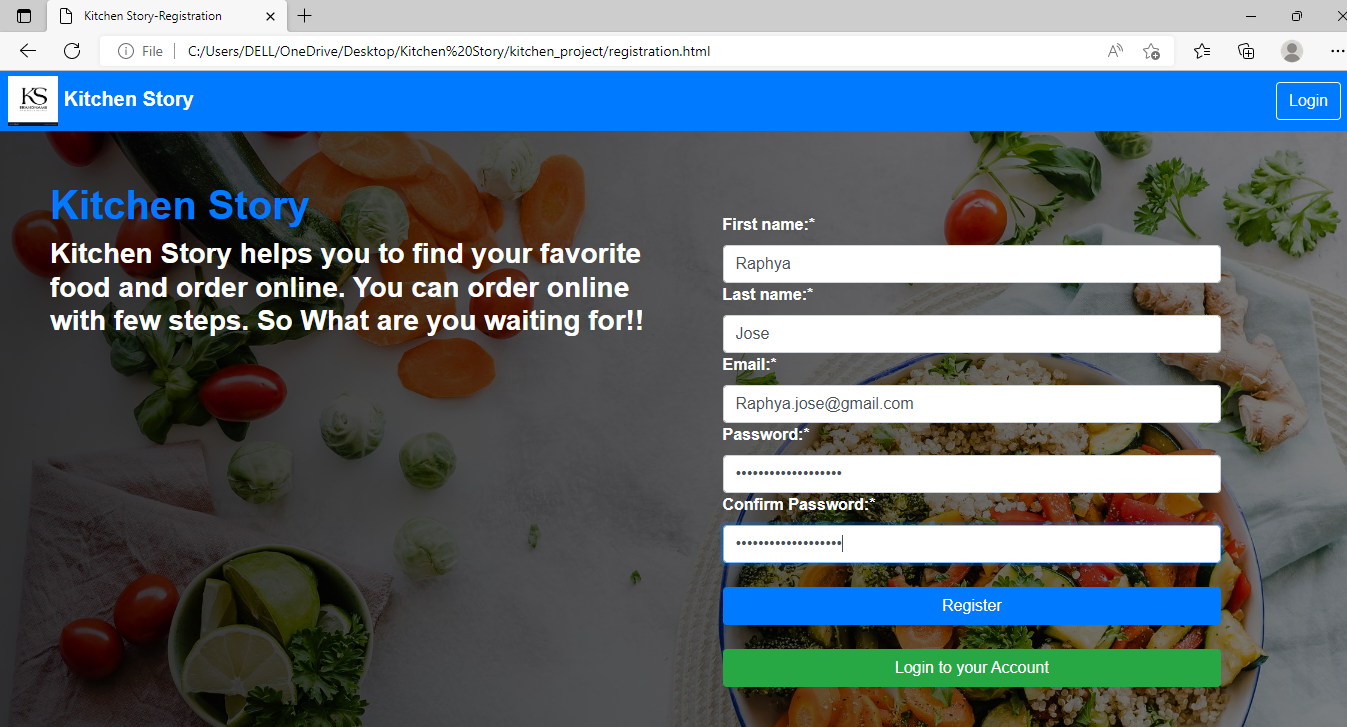 Kitchen Story-Registration
File
C:/Users/DELL/OneDrive/Desktop/Kitchen%20Story/kitchen_project/registration.html
KS
Kitchen Story
Login
Kitchen Story
Kitchen Story helps you to find your favorite
food and order online. You can order online
with few steps. So What are you waiting for!!
First name:*
Raphya
Last name:*
Jose
Email:*
Raphya.jose@gmail.com
Password:*
•••••••••••••••••••
Confirm Password:*
•••••••••••••••••••
Register
Login to your Account